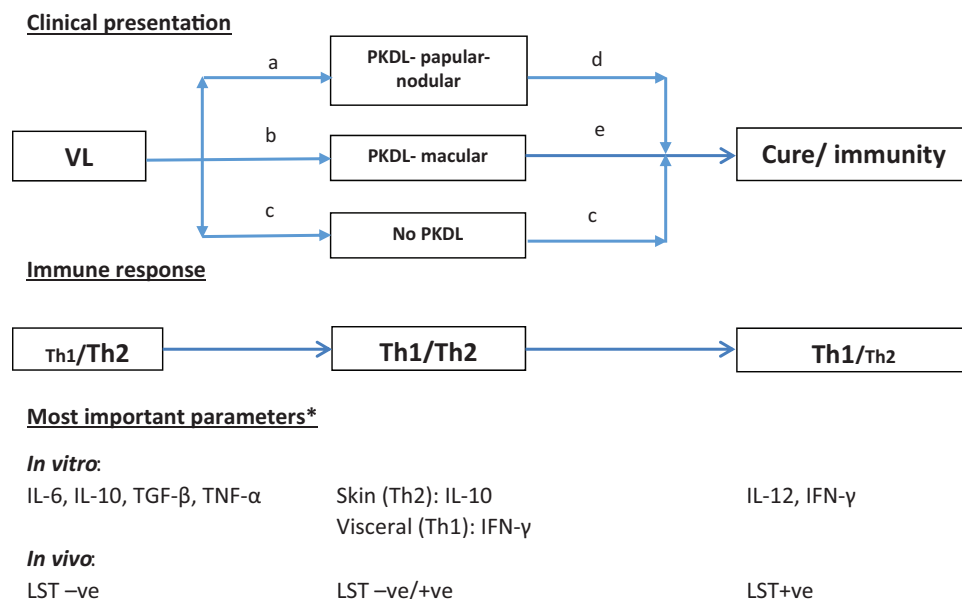 Clinical presentation
a
PKDL- papular-
nodular
d
VL
b
PKDL- macular
e
Cure/ immunity
c
No PKDL
c
Immune response
Th1/Th2
Th1/Th2
Th1/Th2
Most important parameters*
In vitro:
IL-6, IL-10, TGF-β, TNF-α
Skin (Th2): IL-10
IL-12, IFN-γ
Visceral (Th1): IFN-γ
In vivo:
LST –ve
LST –ve/+ve
LST+ve